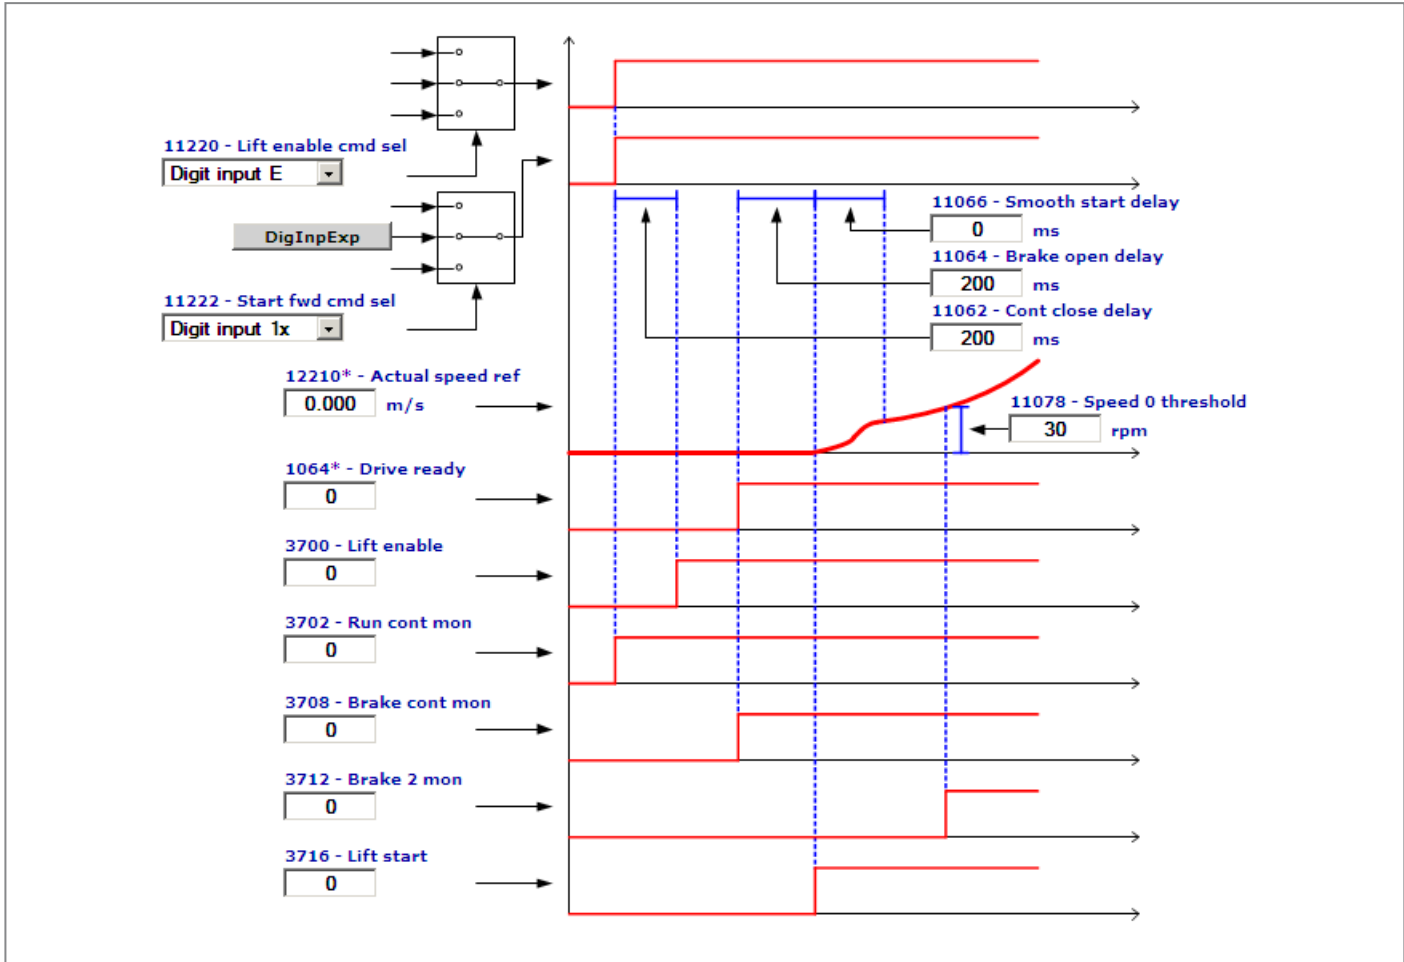 11220 - Lift enable cmd sel
Digit input E
DigInpExp
11222 - Start fwd cmd sel
Digit input 1x
11066 - Smooth start delay
0 ms
11064 - Brake open delay
200 ms
11062 - Cont close delay
200 ms
12210* - Actual speed ref
0.000 m/s
11078 - Speed 0 threshold
30 rpm
1064* - Drive ready
0
3700 - Lift enable
0
3702 - Run cont mon
0
3708 - Brake cont mon
0
3712 - Brake 2 mon
0
3716 - Lift start
0